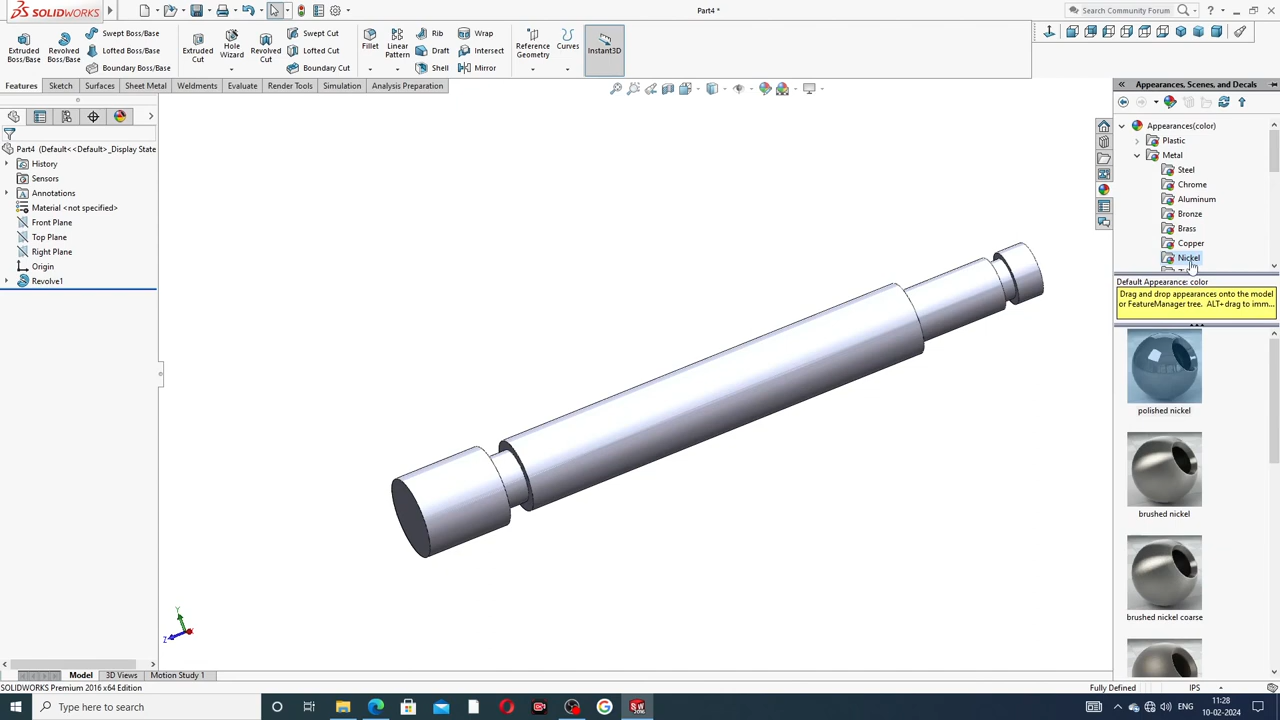 SOLIDWORKS
Part4 *
Search Community Forum
Extruded Boss/Base
Revolved Boss/Base
Swept Boss/Base
Lofted Boss/Base
Boundary Boss/Base
Extruded Cut
Hole Wizard
Revolved Cut
Swept Cut
Lofted Cut
Boundary Cut
Fillet
Linear Pattern
Rib
Draft
Shell
Wrap
Intersect
Mirror
Reference Geometry
Curves
Instant3D
Features
Sketch
Surfaces
Sheet Metal
Weldments
Evaluate
Render Tools
Simulation
Analysis Preparation
Part4 (Default<<Default>_Display State
History
Sensors
Annotations
Material <not specified>
Front Plane
Top Plane
Right Plane
Origin
Revolve1
Y
Z
Appearances, Scenes, and Decals
Appearances(color)
Plastic
Metal
Steel
Chrome
Aluminum
Bronze
Brass
Copper
Nickel
Default Appearance: color
Drag and drop appearances onto the model
or FeatureManager tree. ALT+drag to imm...
polished nickel
brushed nickel
brushed nickel coarse
Model
3D Views
Motion Study 1
SOLIDWORKS Premium 2016 x64 Edition
Fully Defined
IPS
Type here to search
ENG
11:28
10-02-2024